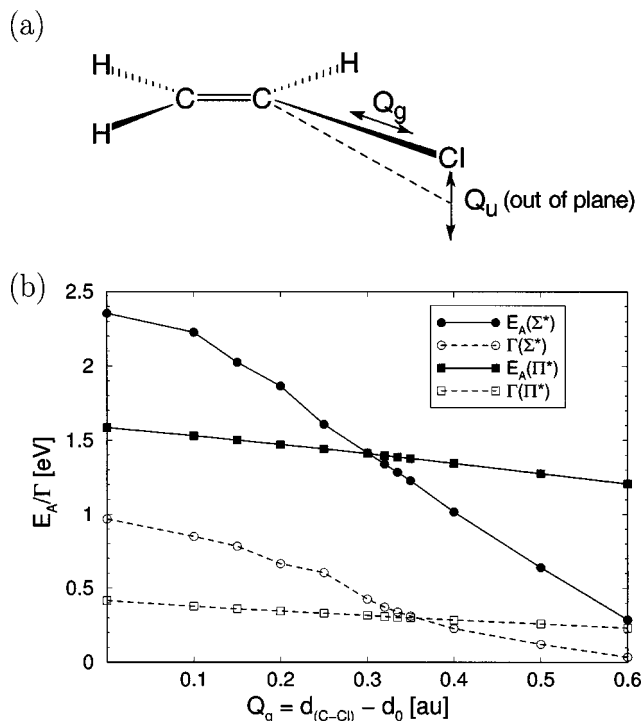 (a)
H H
C C
Q_g
H Cl
Q_u (out of plane)
(b)
2.5
2
1.5
1
0.5
0
E_A/Γ [eV]
E_A(Σ*)
Γ(Σ*)
E_A(Π*)
Γ(Π*)
0.1 0.2 0.3 0.4 0.5 0.6
Q_g = d_(C−Cl) − d_0 [au]